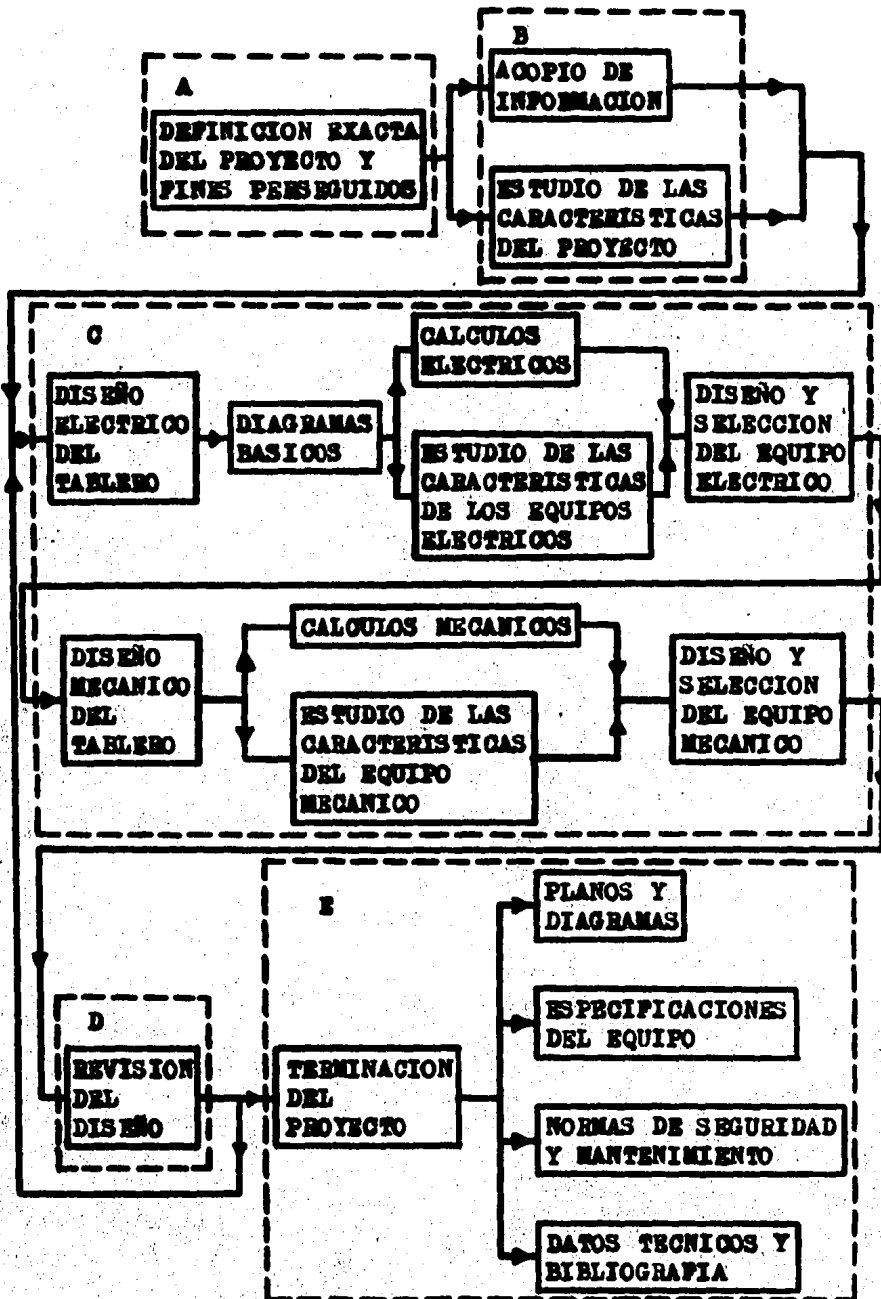 A
DEFINICION EXACTA
DEL PROYECTO Y
FINES PERSEGUIDOS
B
ACOPIO DE
INFORMACION
ESTUDIO DE LAS
CARACTERISTICAS
DEL PROYECTO
C
DISEÑO
ELECTRICO
DEL
TABLERO
DIAGRAMAS
BASICOS
CALCULOS
ELECTRICOS
ESTUDIO DE LAS
CARACTERISTICAS
DE LOS EQUIPOS
ELECTRICOS
DISEÑO Y
SELECCION
DEL EQUIPO
ELECTRICO
DISEÑO
MECANICO
DEL
TABLERO
CALCULOS MECANICOS
ESTUDIO DE LAS
CARACTERISTICAS
DEL EQUIPO
MECANICO
DISEÑO Y
SELECCION
DEL EQUIPO
MECANICO
D
REVISION
DEL
DISEÑO
E
TERMINACION
DEL
PROYECTO
PLANOS Y
DIAGRAMAS
ESPECIFICACIONES
DEL EQUIPO
NORMAS DE SEGURIDAD
Y MANTENIMIENTO
DATOS TECNICOS Y
BIBLIOGRAFIA